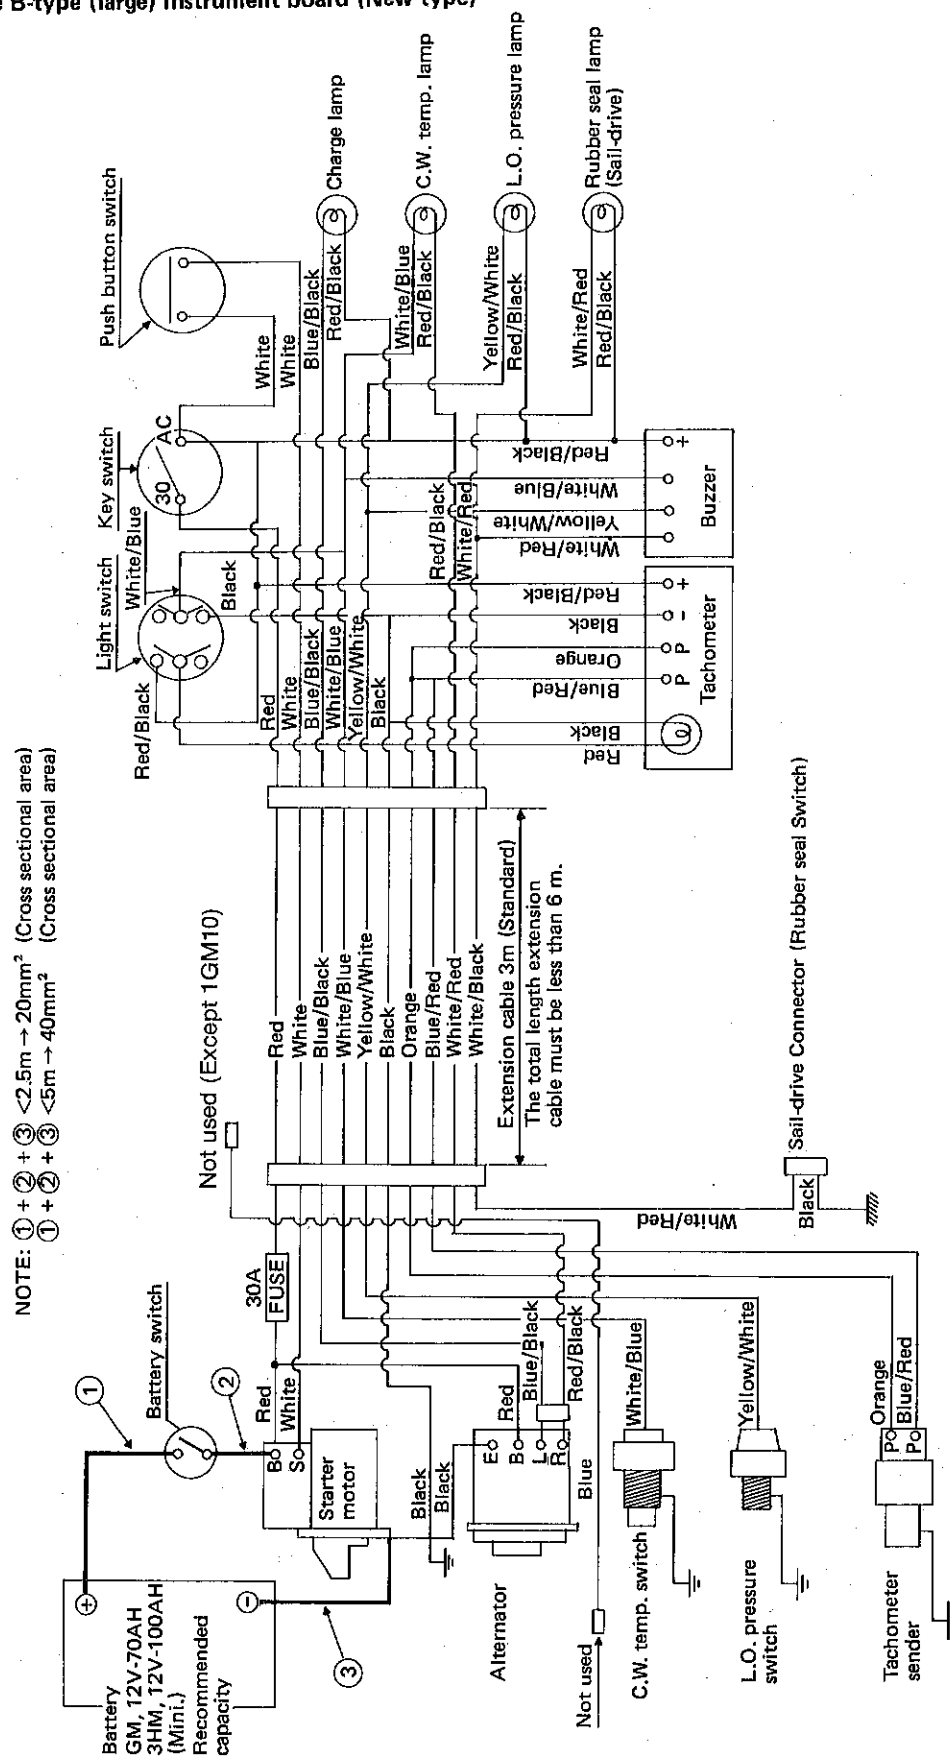 B-type (large) Instrument board (New type)
NOTE: ① + ② + ③ <2.5m → 20mm² (Cross sectional area)
① + ② + ③ <5m → 40mm² (Cross sectional area)
Push button switch
Key switch
Light switch
White/Blue
Red/Black
AC
30
Black
White
White
Blue/Black
Red/Black
Charge lamp
White/Blue
Red/Black
C.W. temp. lamp
Yellow/White
Red/Black
L.O. pressure lamp
White/Red
Red/Black
Rubber seal lamp
(Sail-drive)
Red
White
Blue/Black
White/Blue
Yellow/White
Black
Red/Black
White/Red
Red/Black
White/Blue
Yellow/White
White/Red
+
Buzzer
Red/Black
Black
Orange
Blue/Red
Black
Red
+
-
P
P
Tachometer
Not used (Except 1GM10)
Red
White
Blue/Black
White/Blue
Yellow/White
Black
Orange
Blue/Red
White/Red
White/Black
Extension cable 3m (Standard)
The total length extension
cable must be less than 6 m.
Sail-drive Connector (Rubber seal Switch)
Black
White/Red
Battery switch
①
②
③
30A
FUSE
Red
White
B
S
Starter
motor
+
-
Battery
GM, 12V-70AH
3HM, 12V-100AH
(Mini.)
Recommended
capacity
Black
Black
Red
Blue/Black
Red/Black
E
B
L
R
Alternator
Blue
Not used
White/Blue
C.W. temp. switch
Yellow/White
L.O. pressure
switch
Orange
Blue/Red
P
P
Tachometer
sender